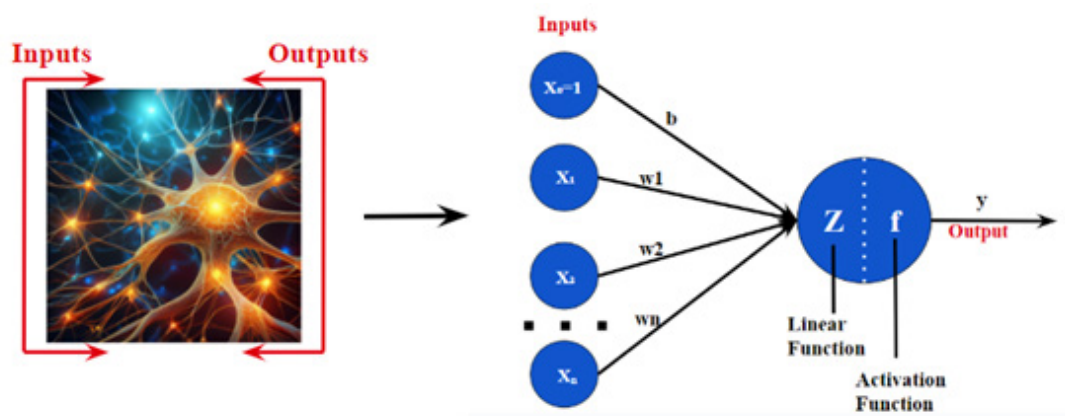 Inputs
Outputs
Inputs
X₀=1
b
X₁
w1
X₂
w2
wn
Xₙ
Z
f
y
Output
Linear
Function
Activation
Function